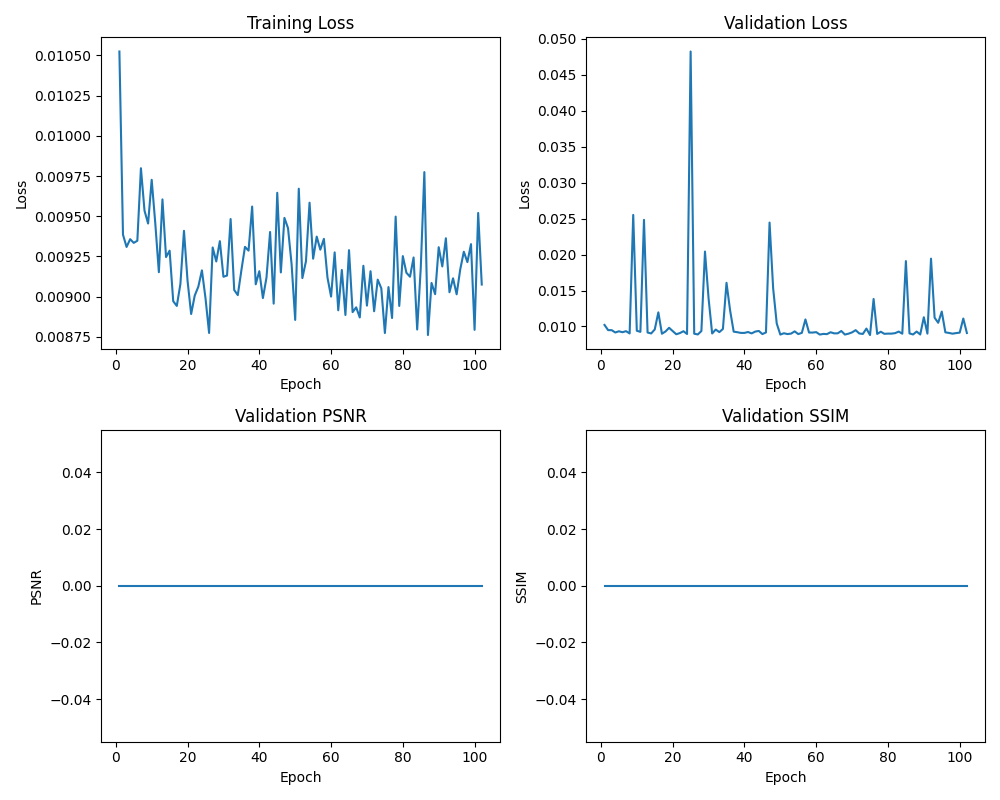 Training Loss
Loss
0.01050
0.01025
0.01000
0.00975
0.00950
0.00925
0.00900
0.00875
0 20 40 60 80 100
Epoch
Validation Loss
Loss
0.050
0.045
0.040
0.035
0.030
0.025
0.020
0.015
0.010
0 20 40 60 80 100
Epoch
Validation PSNR
PSNR
0.04
0.02
0.00
−0.02
−0.04
0 20 40 60 80 100
Epoch
Validation SSIM
SSIM
0.04
0.02
0.00
−0.02
−0.04
0 20 40 60 80 100
Epoch